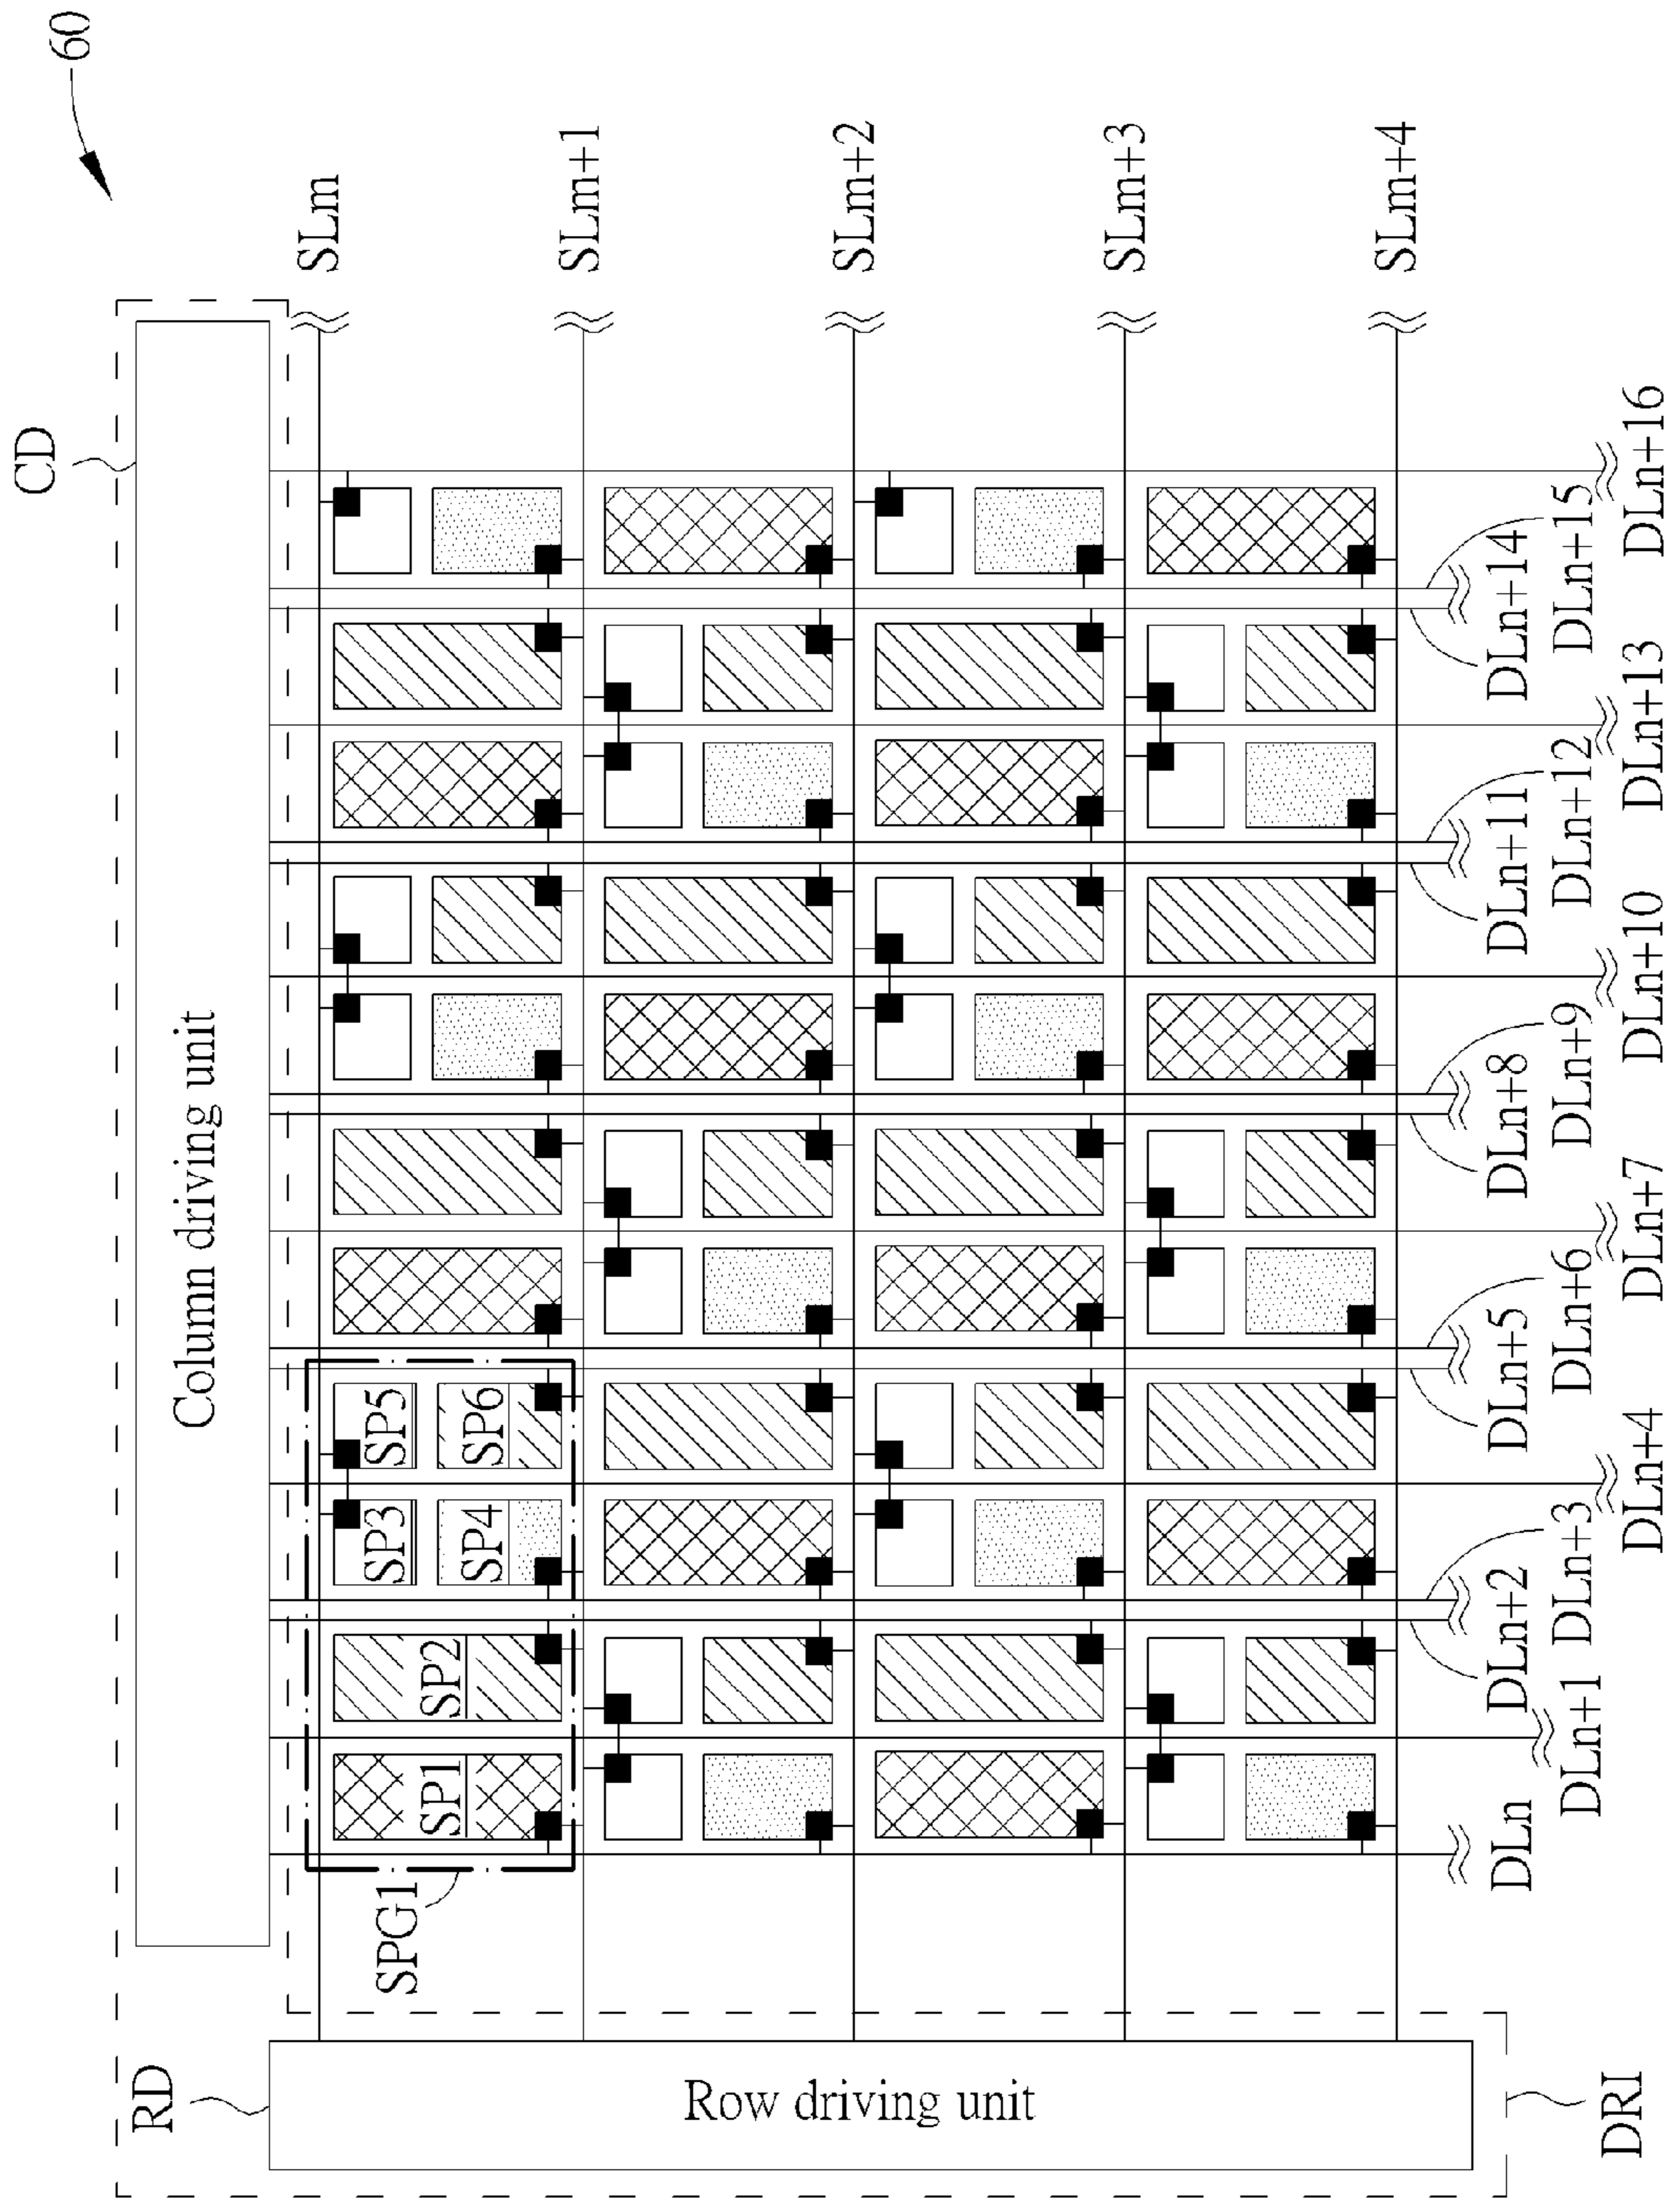 60
CD
Column driving unit
SLm
SLm+1
SLm+2
SLm+3
SLm+4
RD
Row driving unit
DRI
SPG1
SP1
SP2
SP3
SP4
SP5
SP6
DLn
DLn+1
DLn+2
DLn+3
DLn+4
DLn+5
DLn+6
DLn+7
DLn+8
DLn+9
DLn+10
DLn+11
DLn+12
DLn+13
DLn+14
DLn+15
DLn+16